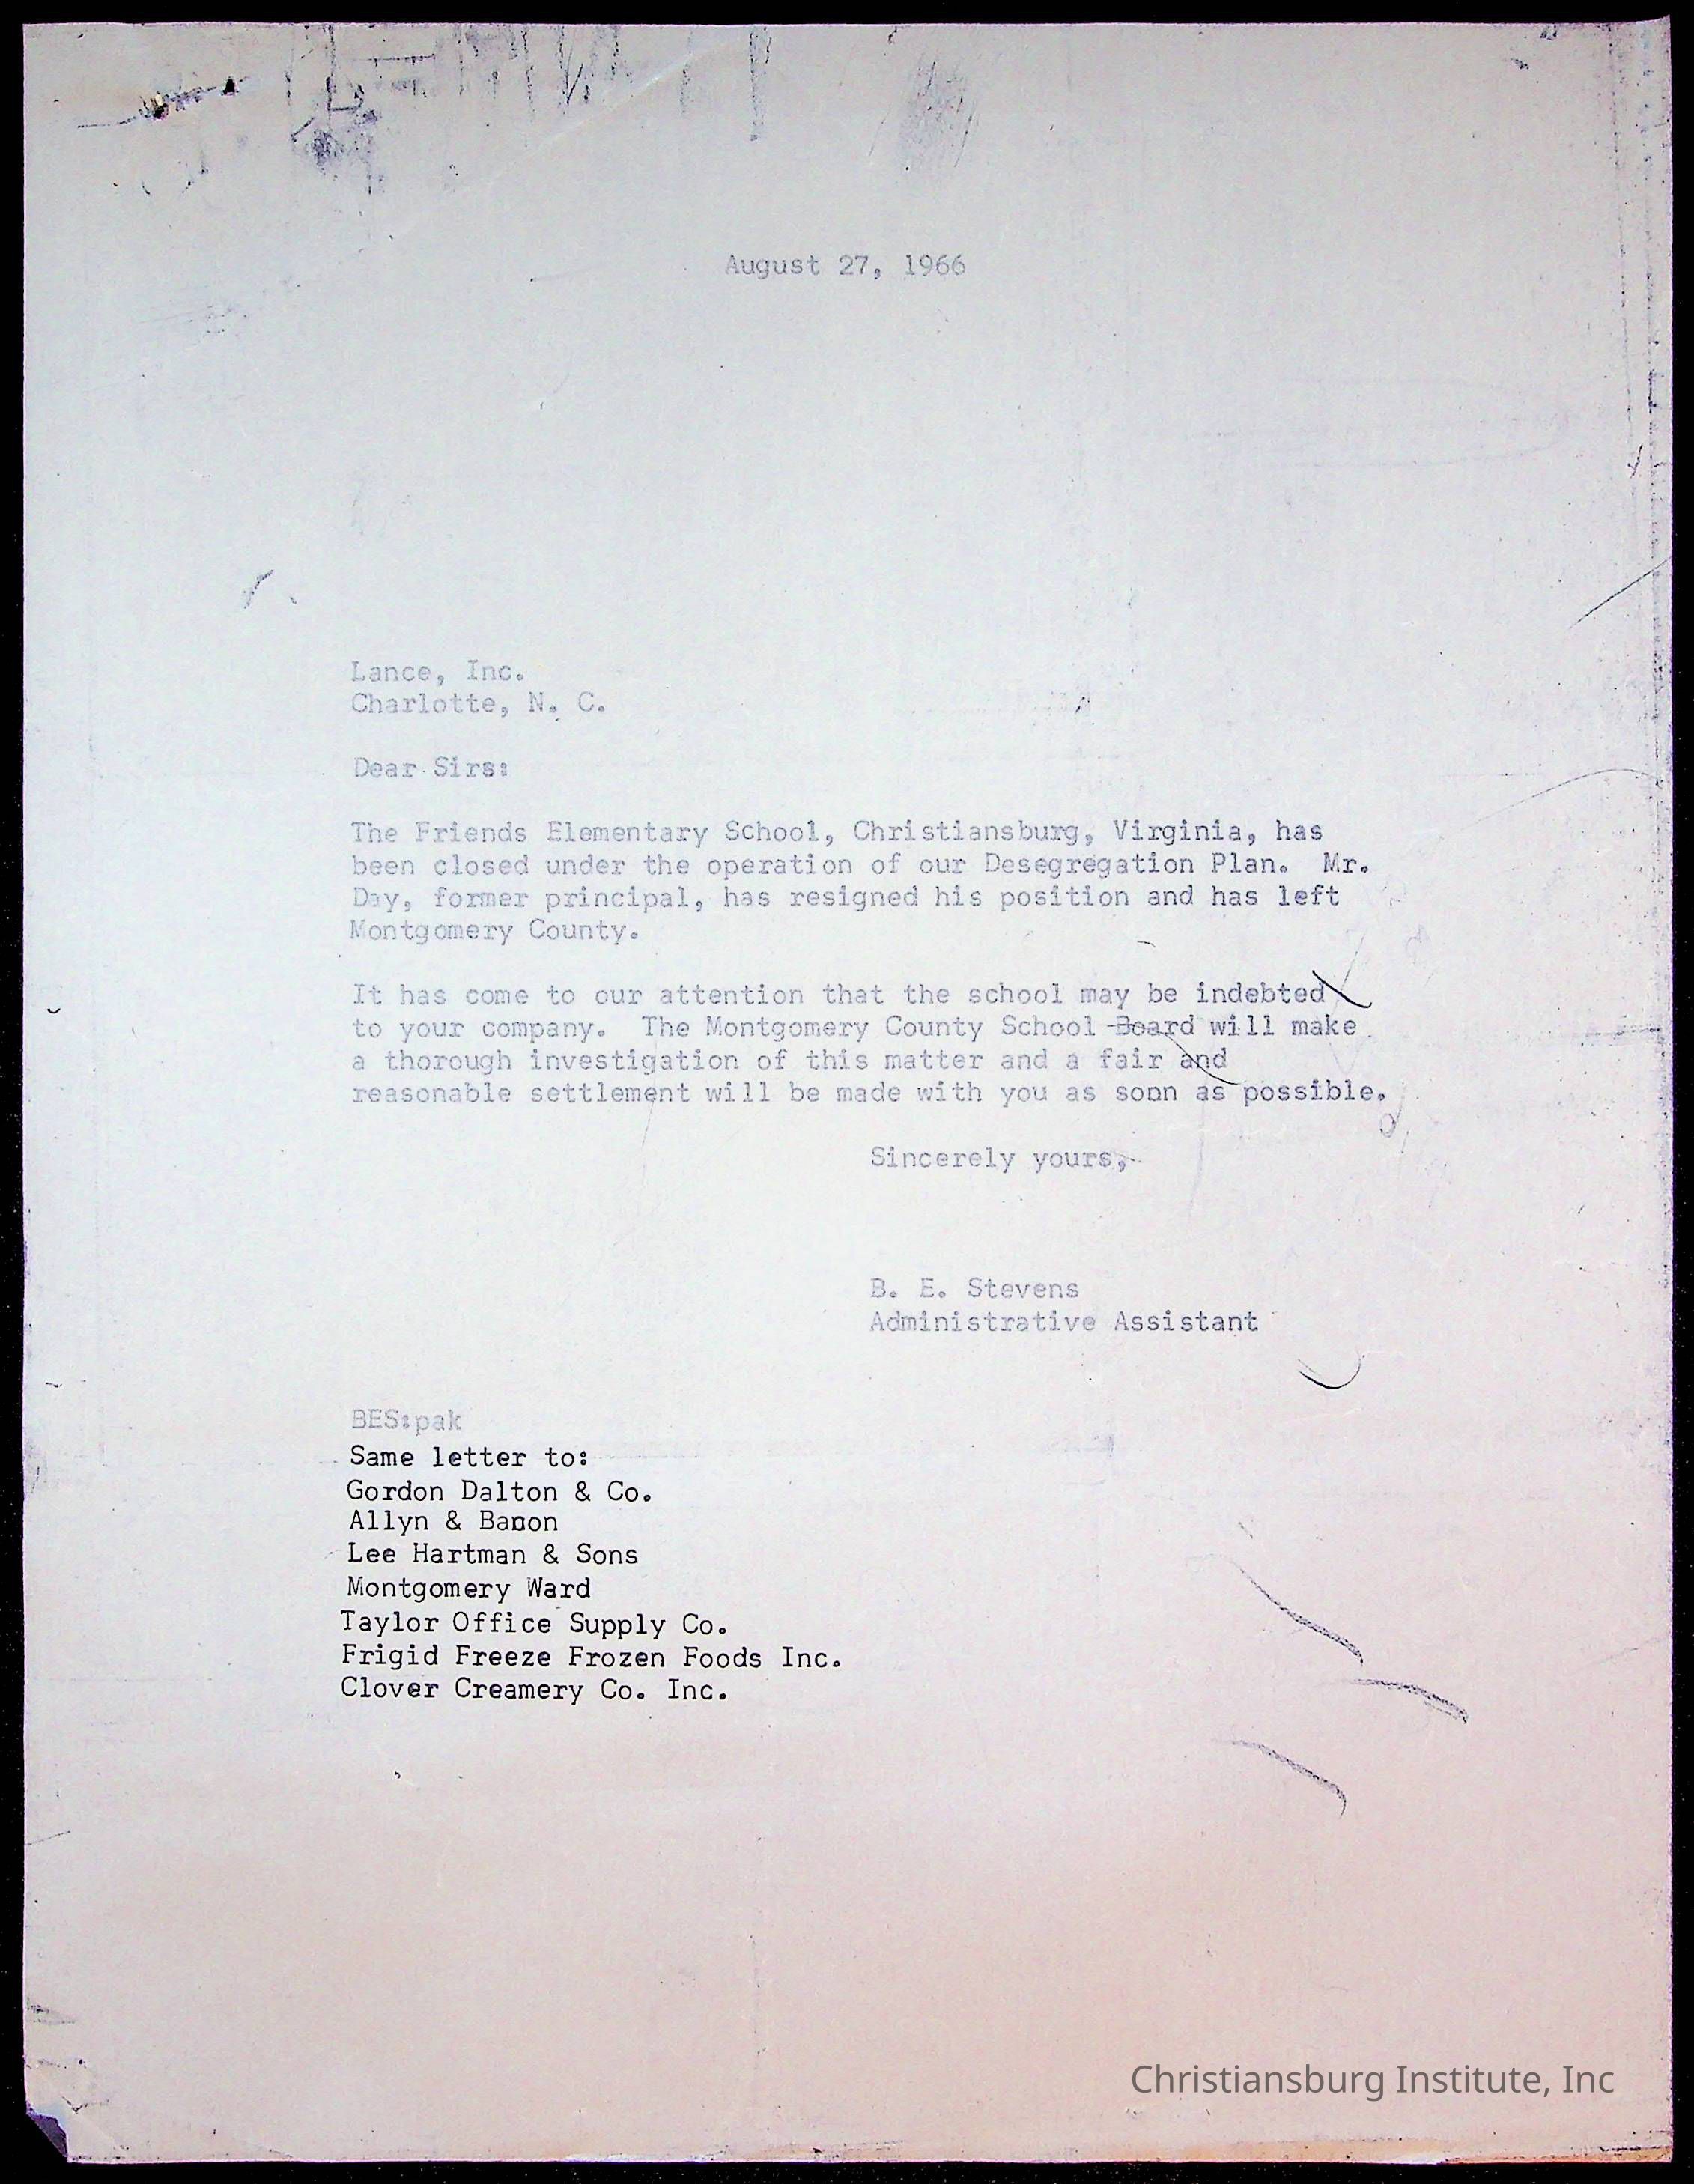 August 27, 1966
Lance, Inc.
Charlotte, N. C.
Dear Sirs:
The Friends Elementary School, Christiansburg, Virginia, has
been closed under the operation of our Desegregation Plan. Mr.
Day, former principal, has resigned his position and has left
Montgomery County.
It has come to our attention that the school may be indebted
to your company. The Montgomery County School Board will make
a thorough investigation of this matter and a fair and
reasonable settlement will be made with you as soon as possible.
Sincerely yours,
B. E. Stevens
Administrative Assistant
BES:pak
Same letter to:
Gordon Dalton & Co.
Allyn & Bacon
Lee Hartman & Sons
Montgomery Ward
Taylor Office Supply Co.
Frigid Freeze Frozen Foods Inc.
Clover Creamery Co. Inc.
Christiansburg Institute, Inc